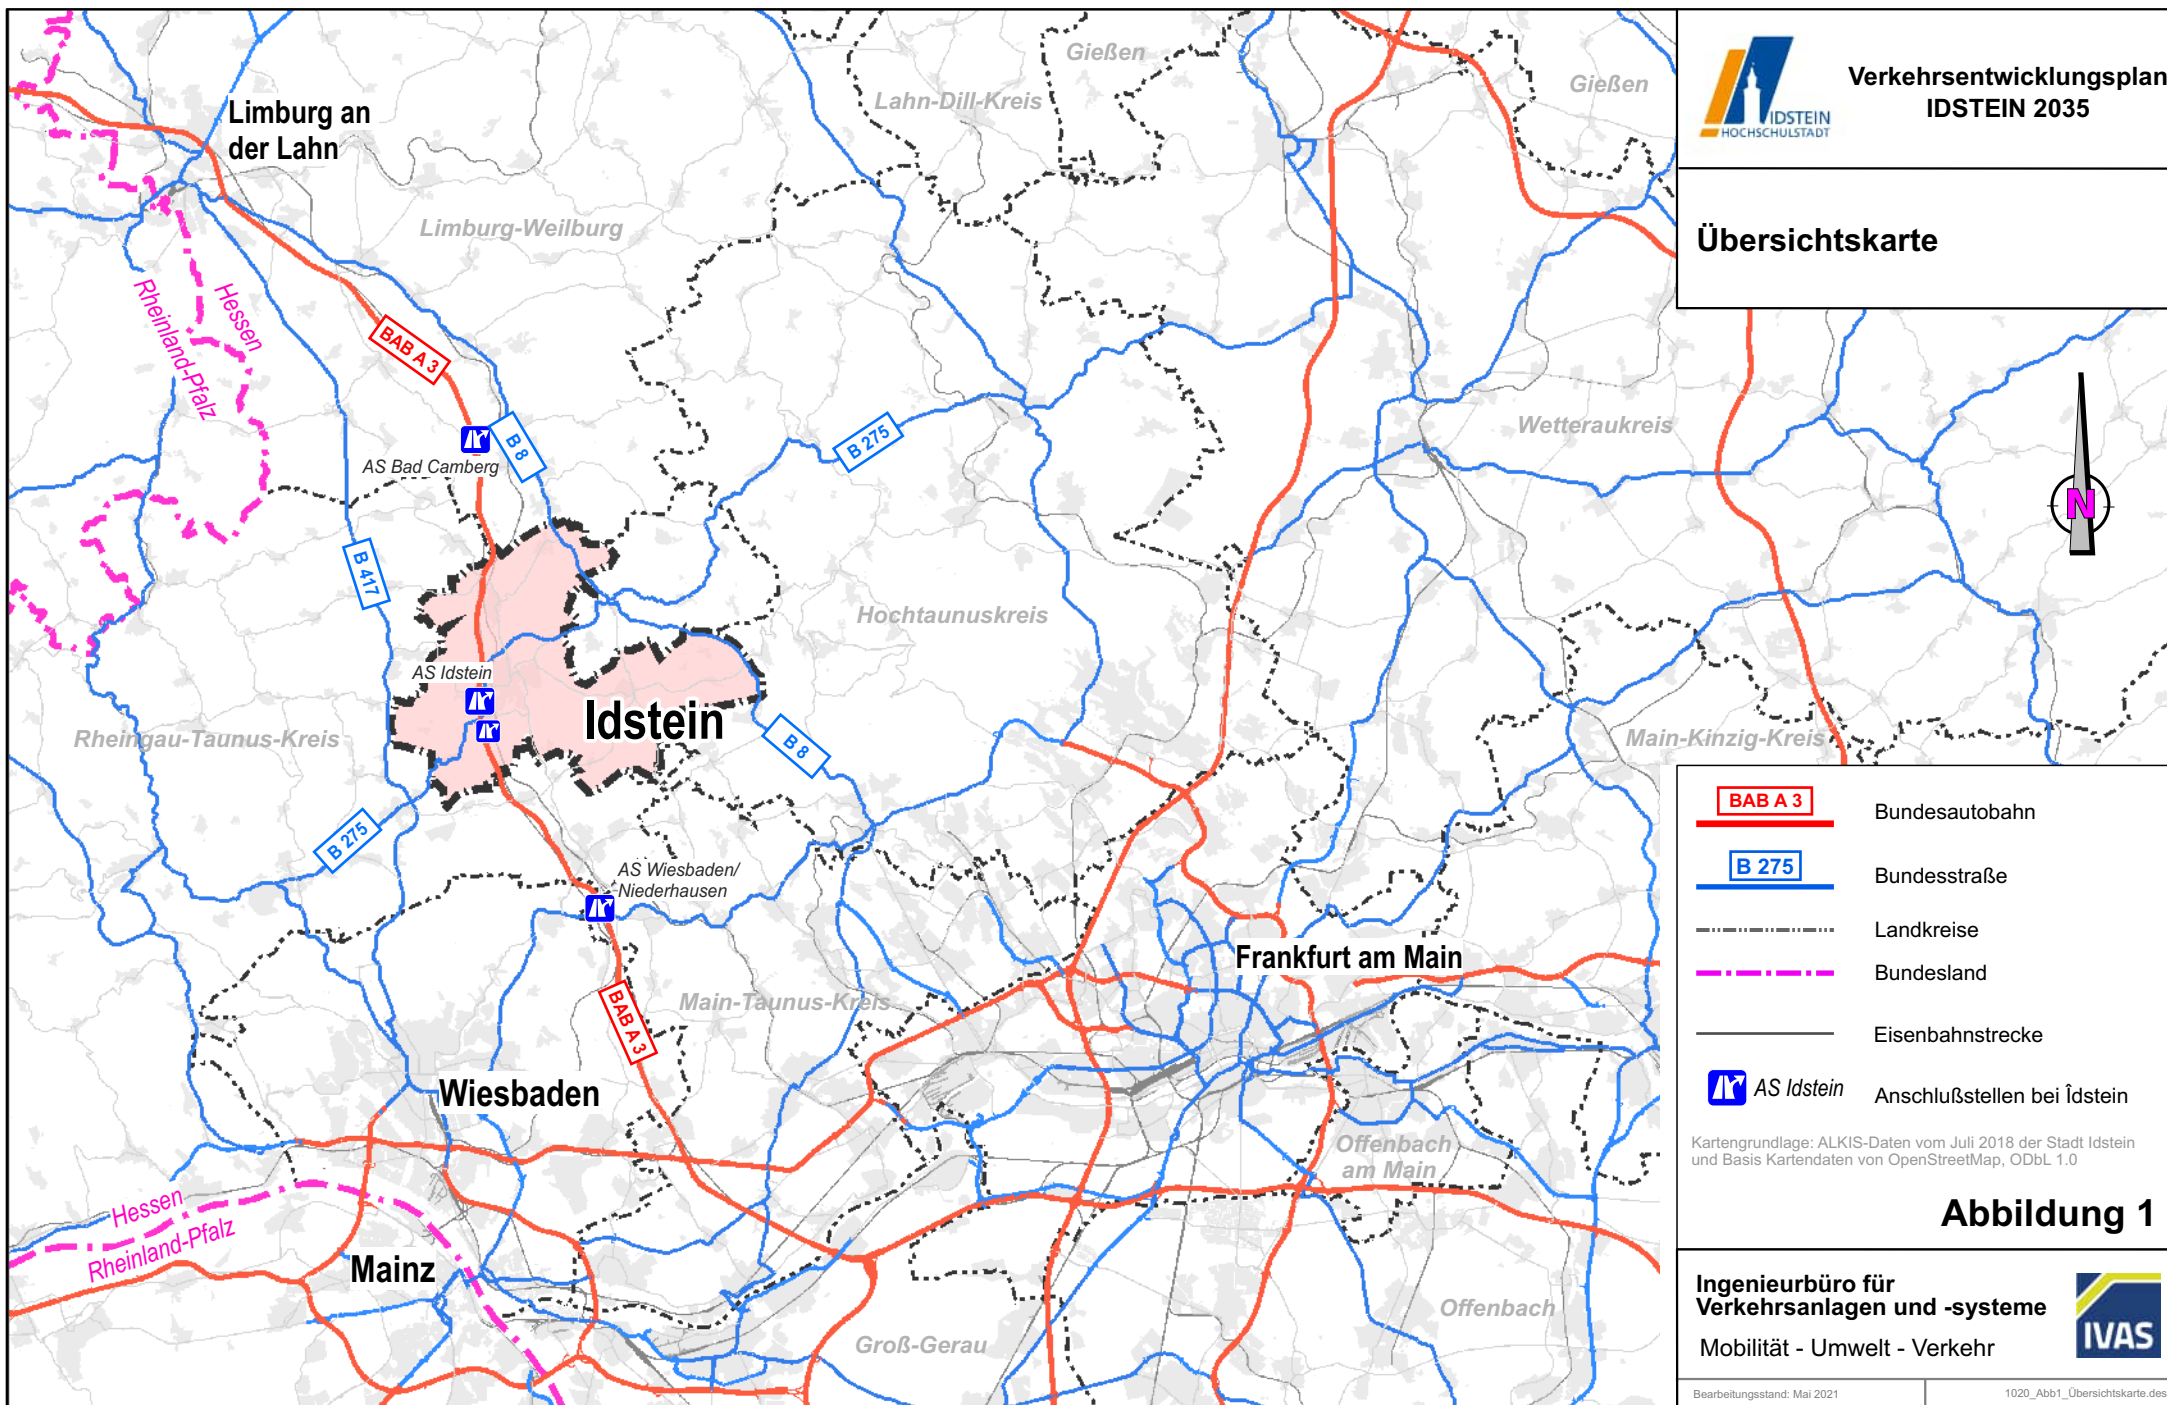 Limburg an
der Lahn
Gießen
Lahn-Dill-Kreis
Gießen
Limburg-Weilburg
Hessen
Rheinland-Pfalz
BAB A 3
B 8
AS Bad Camberg
B 275
Wetteraukreis
B 417
Hochtaunuskreis
AS Idstein
Idstein
Rheingau-Taunus-Kreis
B 8
Main-Kinzig-Kreis
B 275
AS Wiesbaden/
Niederhausen
Frankfurt am Main
Main-Taunus-Kreis
BAB A 3
Wiesbaden
Offenbach
am Main
Hessen
Rheinland-Pfalz
Mainz
Offenbach
Groß-Gerau
IDSTEIN
HOCHSCHULSTADT
Verkehrsentwicklungsplan
IDSTEIN 2035
Übersichtskarte
N
BAB A 3
Bundesautobahn
B 275
Bundesstraße
Landkreise
Bundesland
Eisenbahnstrecke
AS Idstein
Anschlußstellen bei Îdstein
Kartengrundlage: ALKIS-Daten vom Juli 2018 der Stadt Idstein
und Basis Kartendaten von OpenStreetMap, ODbL 1.0
Abbildung 1
Ingenieurbüro für
Verkehrsanlagen und -systeme
Mobilität - Umwelt - Verkehr
IVAS
Bearbeitungsstand: Mai 2021
1020_Abb1_Übersichtskarte.des